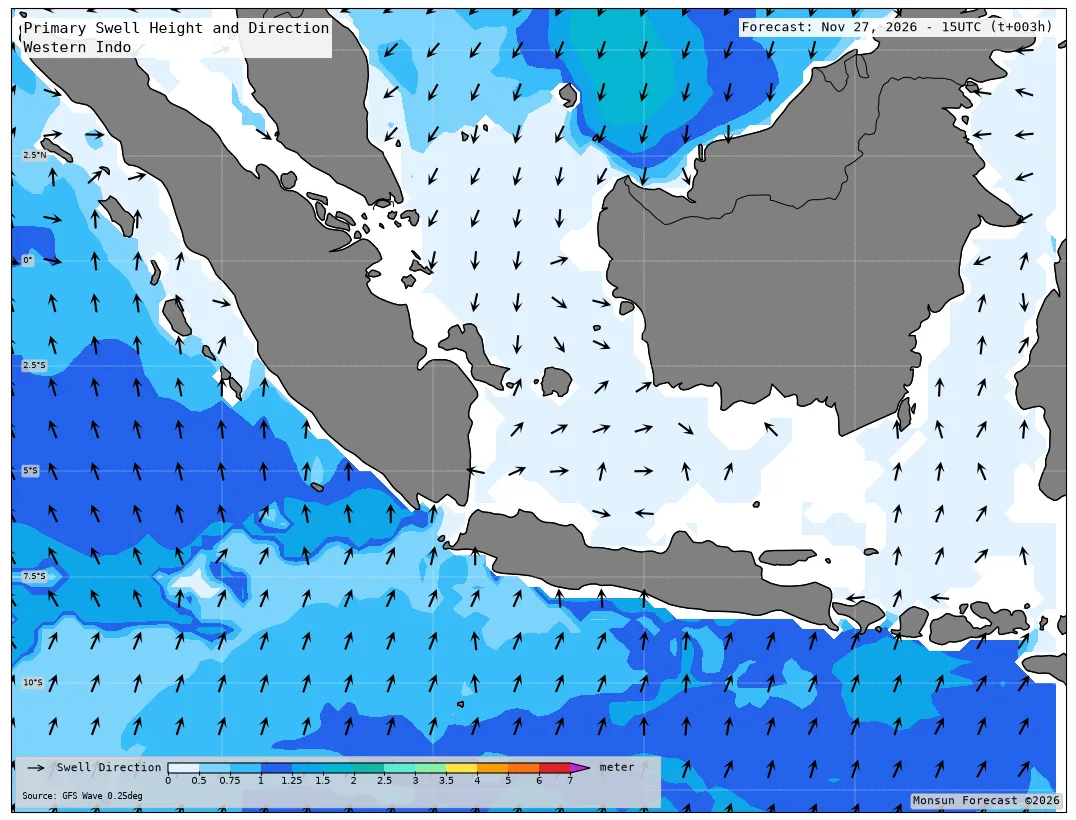 Primary Swell Height and Direction
Western Indo
Forecast: Nov 27, 2026 - 15UTC (t+003h)
2.5°N
0°
2.5°S
5°S
7.5°S
10°S
Swell Direction
0 0.5 0.75 1 1.25 1.5 2 2.5 3 3.5 4 5 6 7
meter
Source: GFS Wave 0.25deg
Monsun Forecast ©2026